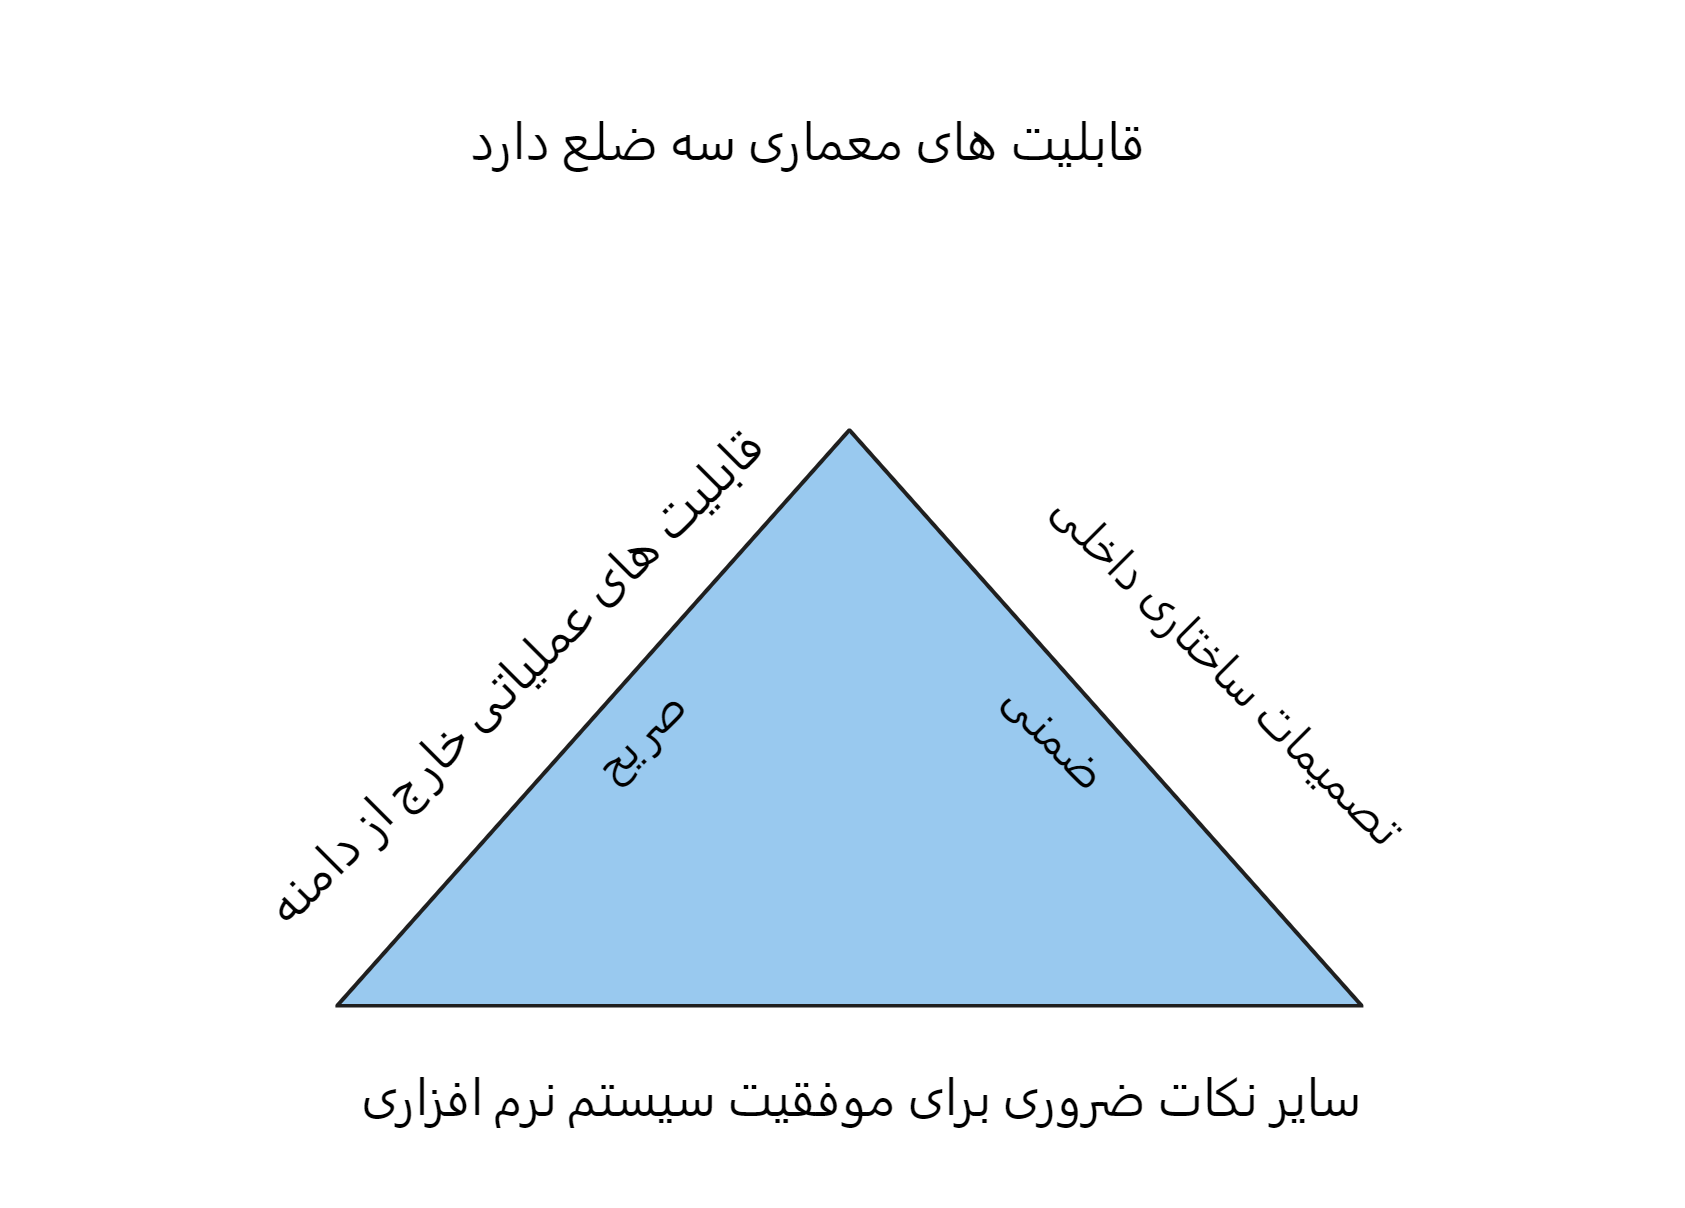 قابلیت های معماری سه ضلع دارد
قابلیت های عملیاتی خارج از دامنه
تصمیمات ساختاری داخلی
صریح
ضمنی
سایر نکات ضروری برای موفقیت سیستم نرم افزاری